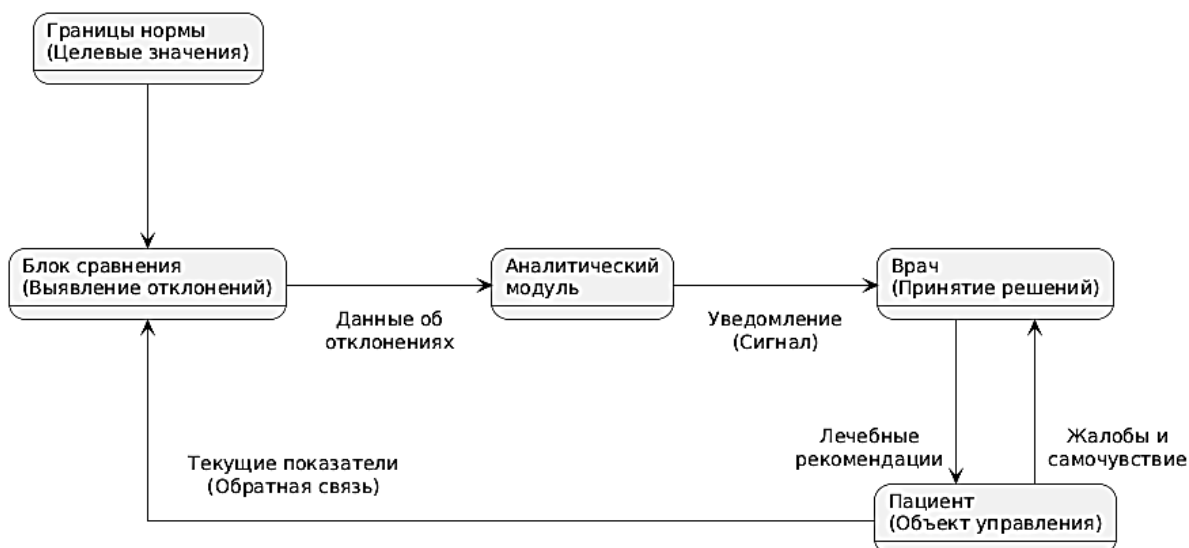 Границы нормы
(Целевые значения)
Блок сравнения
(Выявление отклонений)
Данные об
отклонениях
Аналитический
модуль
Уведомление
(Сигнал)
Врач
(Принятие решений)
Лечебные
рекомендации
Жалобы и
самочувствие
Текущие показатели
(Обратная связь)
Пациент
(Объект управления)